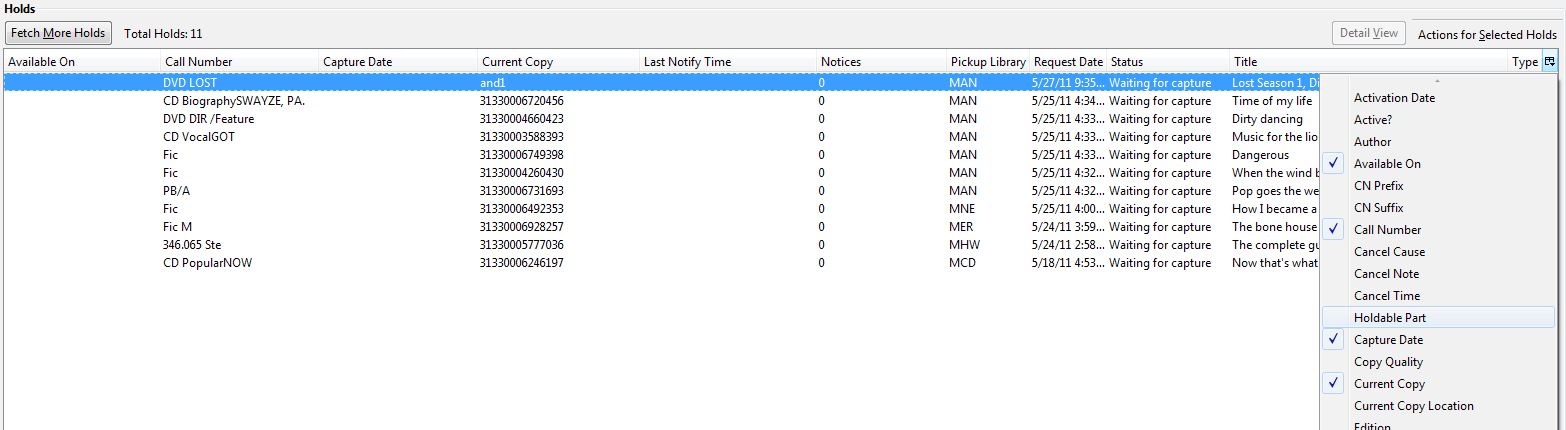 Holds
Fetch More Holds Total Holds: 11 Detail View Actions for Selected Holds
Available On Call Number Capture Date Current Copy Last Notify Time Notices Pickup Library Request Date Status Title Type
DVD LOST and1 0 MAN 5/27/11 9:35... Waiting for capture Lost Season 1, Di
CD BiographySWAYZE, PA. 31330006720456 0 MAN 5/25/11 4:34... Waiting for capture Time of my life
DVD DIR /Feature 31330004660423 0 MAN 5/25/11 4:33... Waiting for capture Dirty dancing
CD VocalGOT 31330003588393 0 MAN 5/25/11 4:33... Waiting for capture Music for the lio
Fic 31330006749398 0 MAN 5/25/11 4:33... Waiting for capture Dangerous
Fic 31330004260430 0 MAN 5/25/11 4:32... Waiting for capture When the wind b
PB/A 31330006731693 0 MAN 5/25/11 4:32... Waiting for capture Pop goes the we
Fic 31330006492353 0 MNE 5/25/11 4:00... Waiting for capture How I became a
Fic M 31330006928257 0 MER 5/24/11 3:59... Waiting for capture The bone house
346.065 Ste 31330005777036 0 MHW 5/24/11 2:58... Waiting for capture The complete gu
CD PopularNOW 31330006246197 0 MCD 5/18/11 4:53... Waiting for capture Now that's what
Activation Date
Active?
Author
Available On
CN Prefix
CN Suffix
Call Number
Cancel Cause
Cancel Note
Cancel Time
Holdable Part
Capture Date
Copy Quality
Current Copy
Current Copy Location
Edition